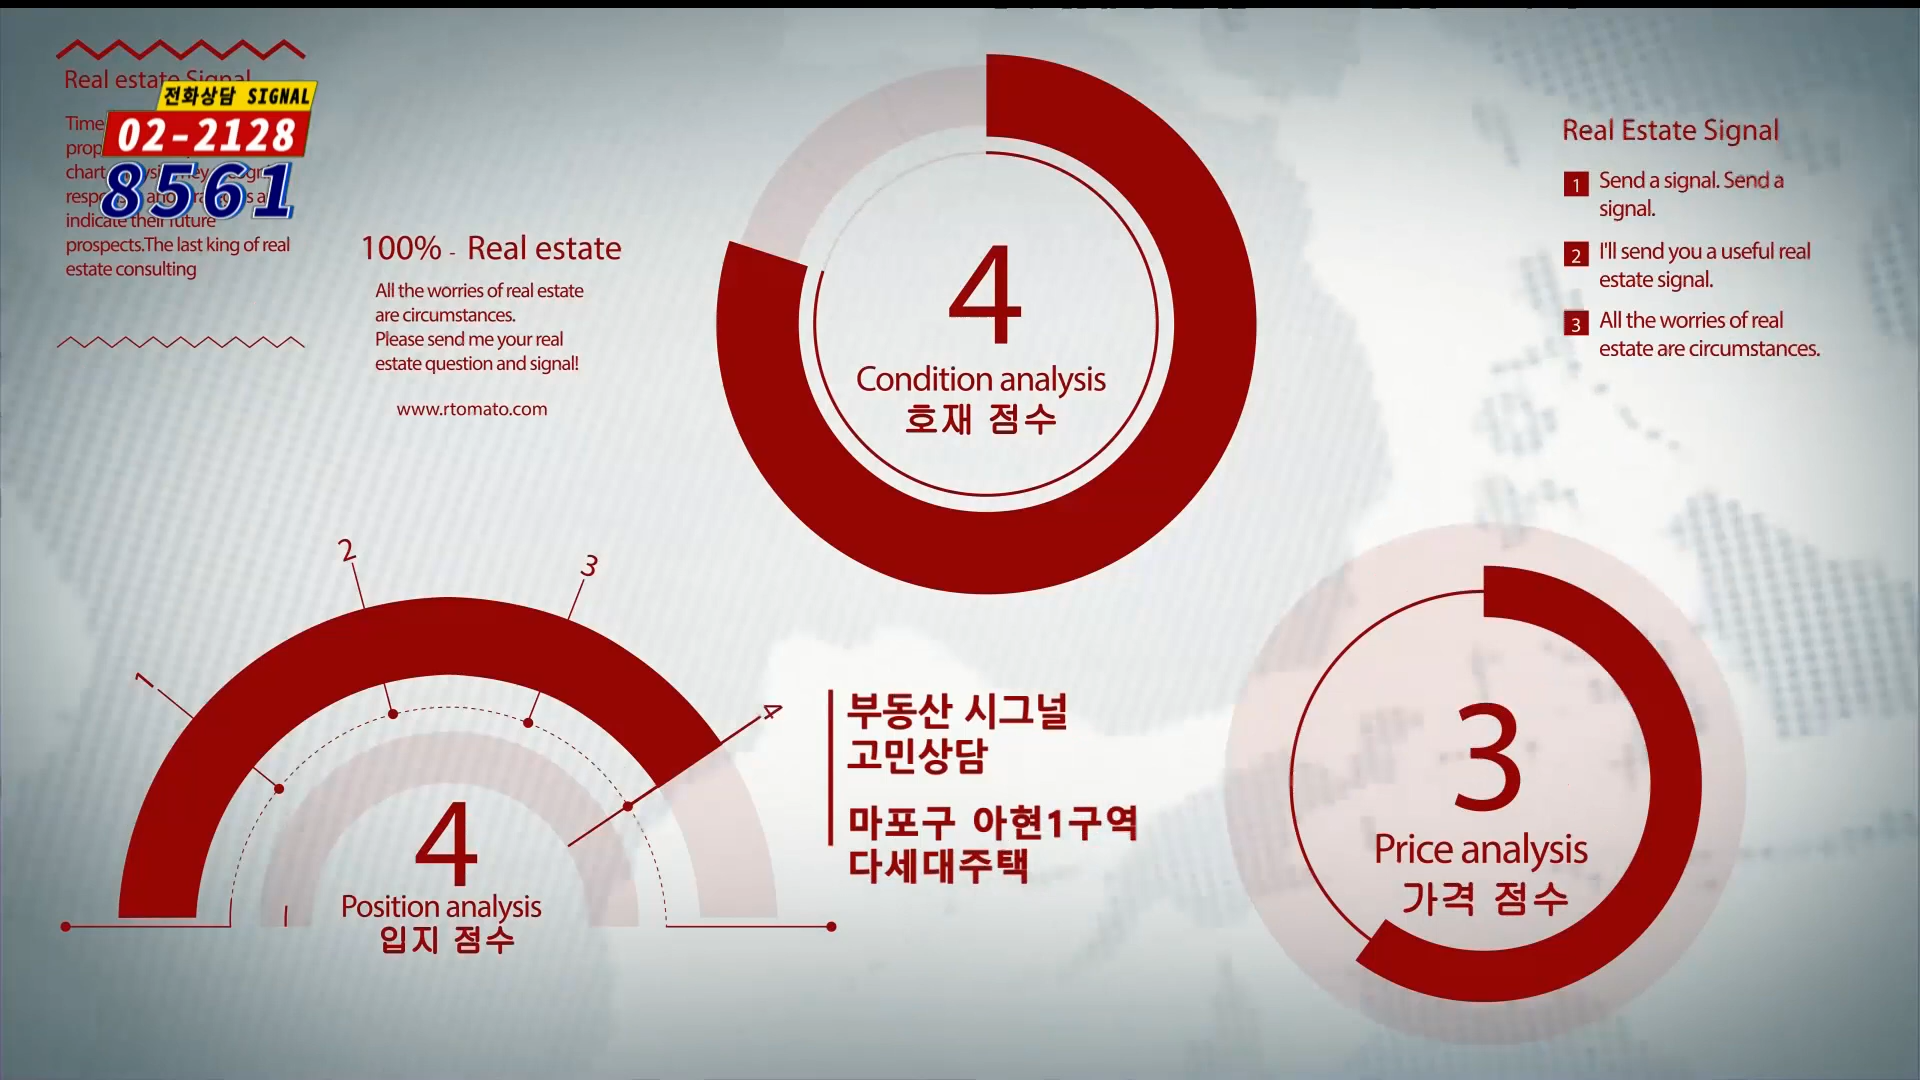 Real estate Signal
전화상담 SIGNAL
02-2128
8561
Time
indicate their future
prospects.The last king of real
estate consulting
100% - Real estate
All the worries of real estate
are circumstances.
Please send me your real
estate question and signal!
www.rtomato.com
4
Condition analysis
호재 점수
Real Estate Signal
1 Send a signal. Send a
signal.
2 I'll send you a useful real
estate signal.
3 All the worries of real
estate are circumstances.
1
2
3
4
4
Position analysis
입지 점수
부동산 시그널
고민상담
마포구 아현1구역
다세대주택
3
Price analysis
가격 점수